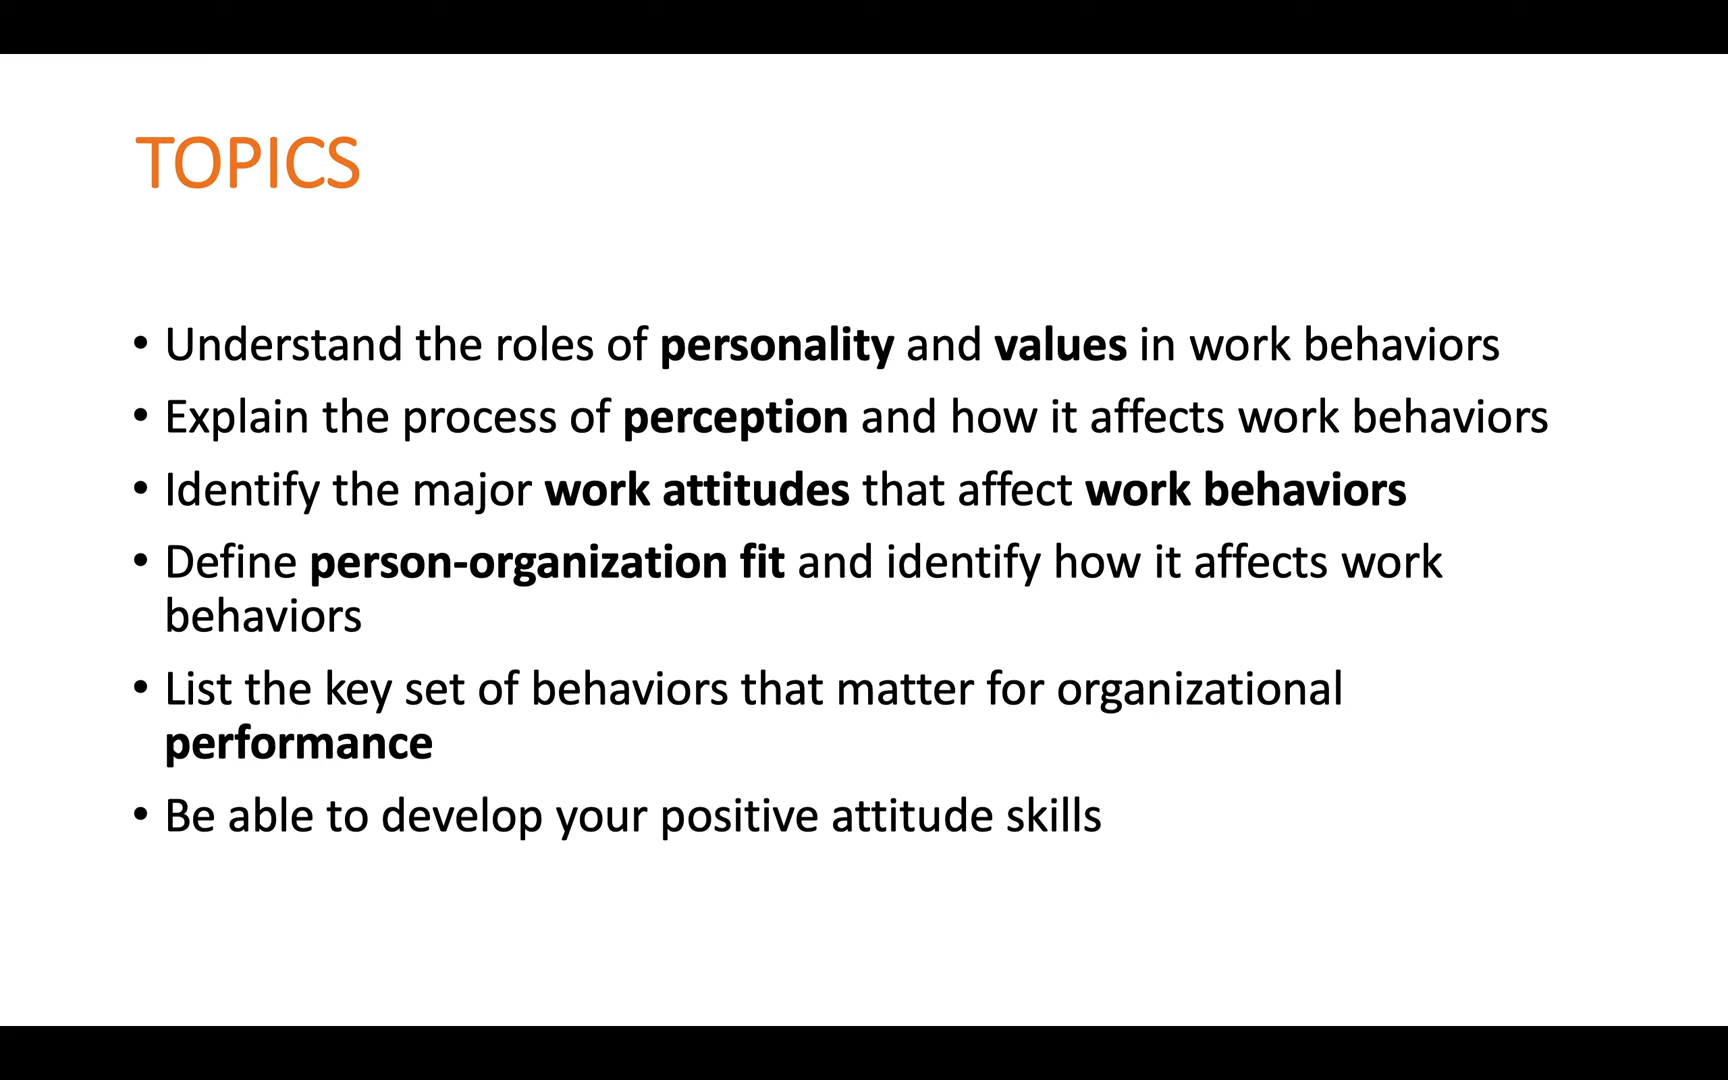 TOPICS
• Understand the roles of personality and values in work behaviors
• Explain the process of perception and how it affects work behaviors
• Identify the major work attitudes that affect work behaviors
• Define person-organization fit and identify how it affects work
behaviors
• List the key set of behaviors that matter for organizational
performance
• Be able to develop your positive attitude skills